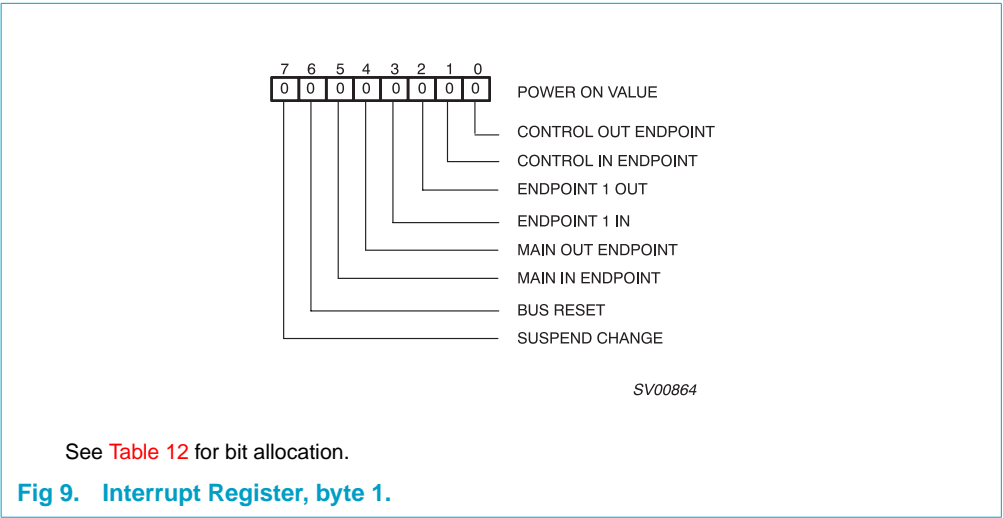 7 6 5 4 3 2 1 0
0 0 0 0 0 0 0 0 POWER ON VALUE
CONTROL OUT ENDPOINT
CONTROL IN ENDPOINT
ENDPOINT 1 OUT
ENDPOINT 1 IN
MAIN OUT ENDPOINT
MAIN IN ENDPOINT
BUS RESET
SUSPEND CHANGE
SV00864
See Table 12 for bit allocation.
Fig 9. Interrupt Register, byte 1.